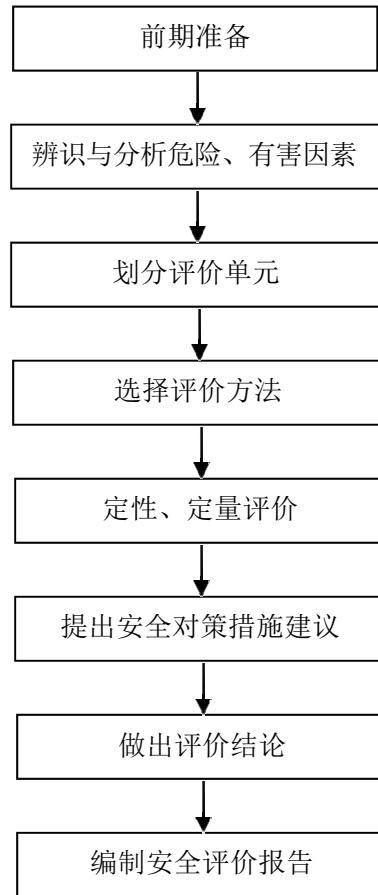 前期准备
辨识与分析危险、有害因素
划分评价单元
选择评价方法
定性、定量评价
提出安全对策措施建议
做出评价结论
编制安全评价报告